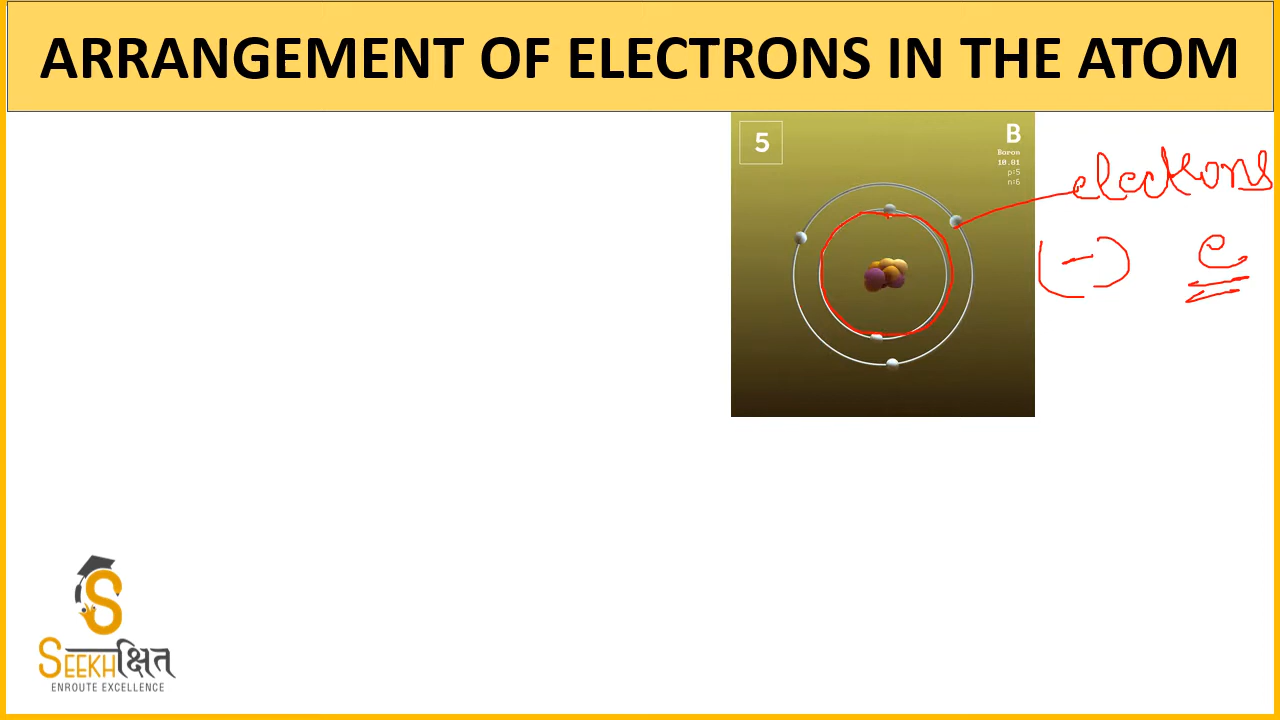 ARRANGEMENT OF ELECTRONS IN THE ATOM
5
B
Boron
10.81
p:5
n:6
electrons
(-) e
SEEKHक्षित
ENROUTE EXCELLENCE